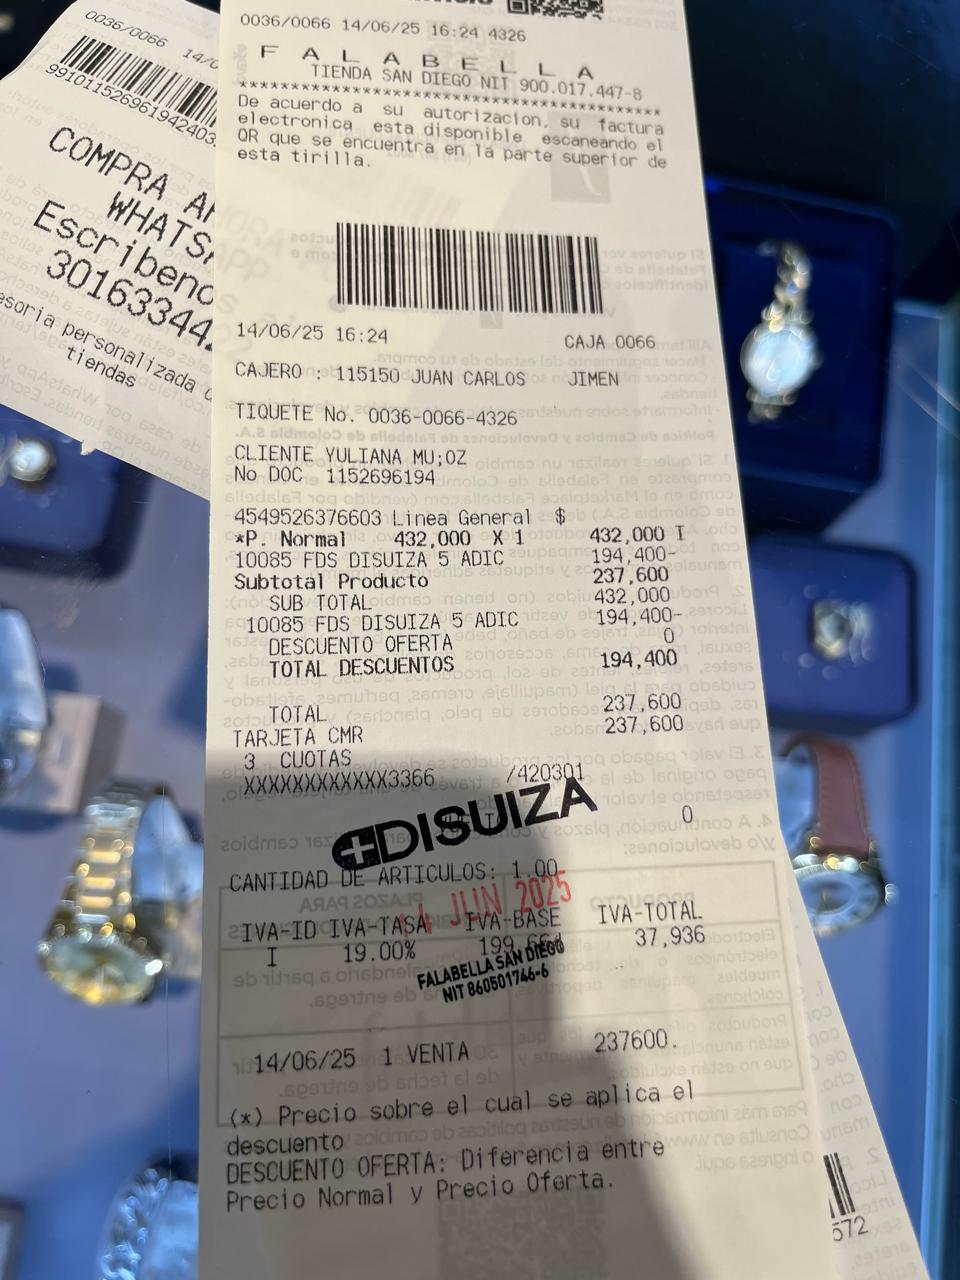 0036/0066 14/06/25 16:24 4326
F A L A B E L L A
TIENDA SAN DIEGO NIT 900.017.447-8
****************************************
De acuerdo a su autorizacion, su factura
electronica esta disponible escaneando el
QR que se encuentra en la parte superior de
esta tirilla.
14/06/25 16:24 CAJA 0066
CAJERO : 115150 JUAN CARLOS JIMEN
TIQUETE No. 0036-0066-4326
CLIENTE YULIANA MU;OZ
No DOC 1152696194
4549526376603 Linea General $
*P. Normal 432,000 X 1 432,000 I
10085 FDS DISUIZA 5 ADIC 194,400-
Subtotal Producto 237,600
SUB TOTAL 432,000
10085 FDS DISUIZA 5 ADIC 194,400-
DESCUENTO OFERTA 0
TOTAL DESCUENTOS 194,400
TOTAL 237,600
TARJETA CMR 237,600
3 CUOTAS
XXXXXXXXXXXX3366 /420301
0
DISUIZA
CANTIDAD DE ARTICULOS: 1.00
14 JUN 2025
IVA-ID IVA-TASA IVA-BASE IVA-TOTAL
I 19.00% 37,936
FALABELLA SAN DIEGO
NIT 860501746-6
14/06/25 1 VENTA 237600.
(*) Precio sobre el cual se aplica el
descuento
DESCUENTO OFERTA: Diferencia entre
Precio Normal y Precio Oferta.
0036/0066 14/0
991011526961942403
COMPRA A
WHATS
Escribeno
30163344
esoria personalizada
tiendas
572